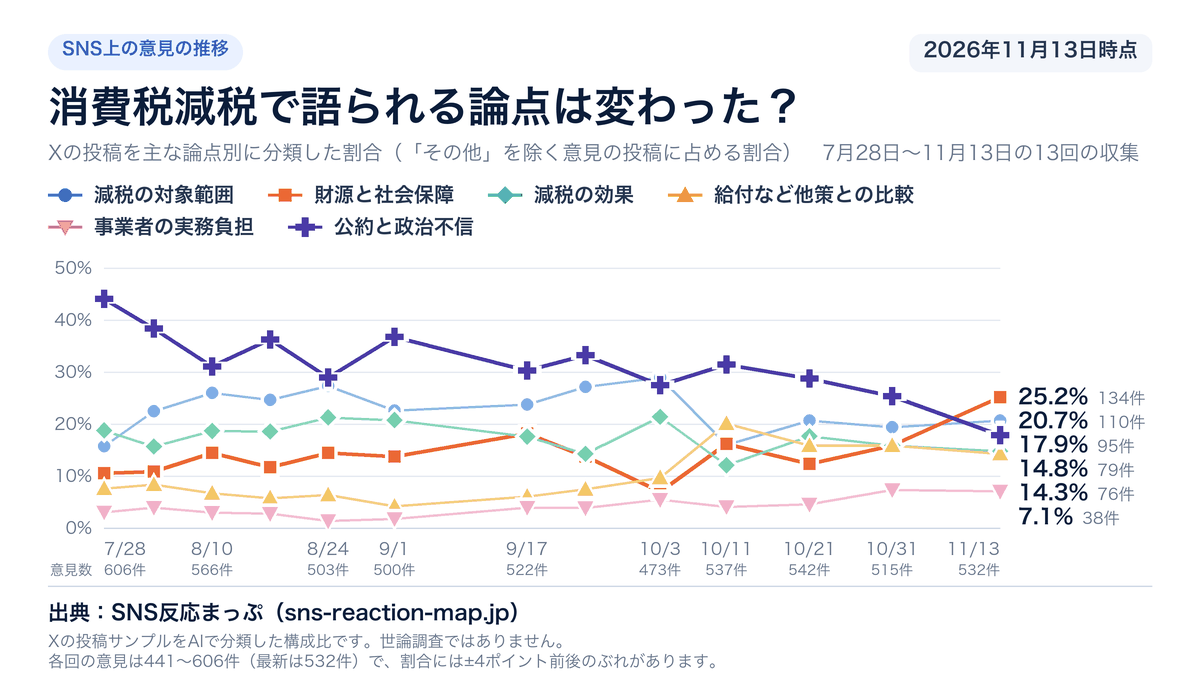 SNS上の意見の推移
2026年11月13日時点
消費税減税で語られる論点は変わった？
Xの投稿を主な論点別に分類した割合（「その他」を除く意見の投稿に占める割合） 7月28日〜11月13日の13回の収集
減税の対象範囲 財源と社会保障 減税の効果 給付など他策との比較
事業者の実務負担 公約と政治不信
50%
40%
30%
20%
10%
0%
25.2% 134件
20.7% 110件
17.9% 95件
14.8% 79件
14.3% 76件
7.1% 38件
7/28 8/10 8/24 9/1 9/17 10/3 10/11 10/21 10/31 11/13
意見数 606件 566件 503件 500件 522件 473件 537件 542件 515件 532件
出典：SNS反応まっぷ（sns-reaction-map.jp）
Xの投稿サンプルをAIで分類した構成比です。世論調査ではありません。
各回の意見は441〜606件（最新は532件）で、割合には±4ポイント前後のぶれがあります。